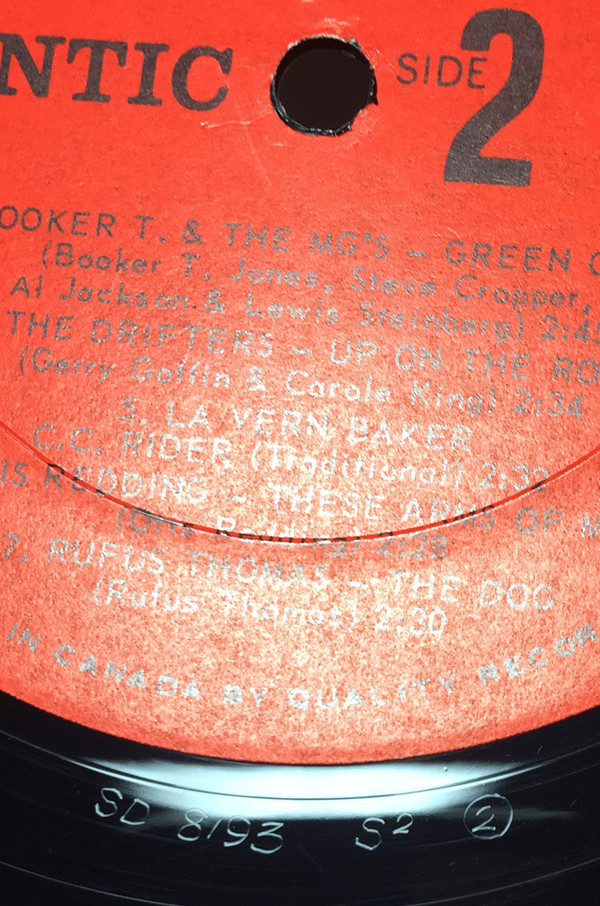 NTIC
SIDE 2
OOKER T. & THE MG'S – GREEN O
(Booker T. Jones, Steve Cropper,
Al Jackson & Lewis Steinberg) 2:45
THE DRIFTERS – UP ON THE RO
(Gerry Goffin & Carole King) 2:34
5. LA VERN BAKER
C.C. RIDER (Traditional) 2:32
IS REDDING – THESE ARMS OF M
(Otis Redding) 2:28
7. RUFUS THOMAS – THE DOG
(Rufus Thomas) 2:30
IN CANADA BY QUALITY RECOR
SD 8193 S2 2